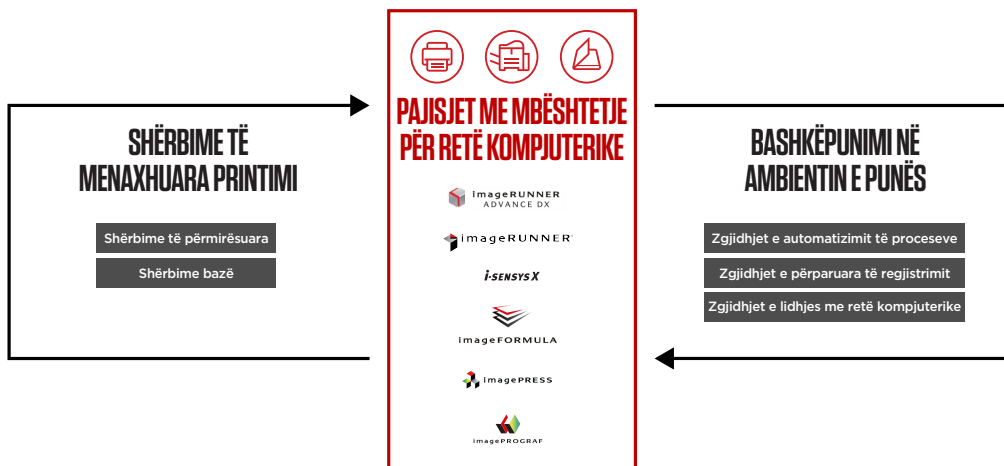 SHËRBIME TË
MENAXHUARA PRINTIMI
Shërbime të përmirësuara
Shërbime bazë
PAJISJET ME MBËSHTETJE
PËR RETË KOMPJUTERIKE
imageRUNNER
ADVANCE DX
imageRUNNER
i-SENSYS X
imageFORMULA
imagePRESS
imagePROGRAF
BASHKËPUNIMI NË
AMBIENTIN E PUNËS
Zgjidhjet e automatizimit të proceseve
Zgjidhjet e përparuara të regjistrimit
Zgjidhjet e lidhjes me retë kompjuterike